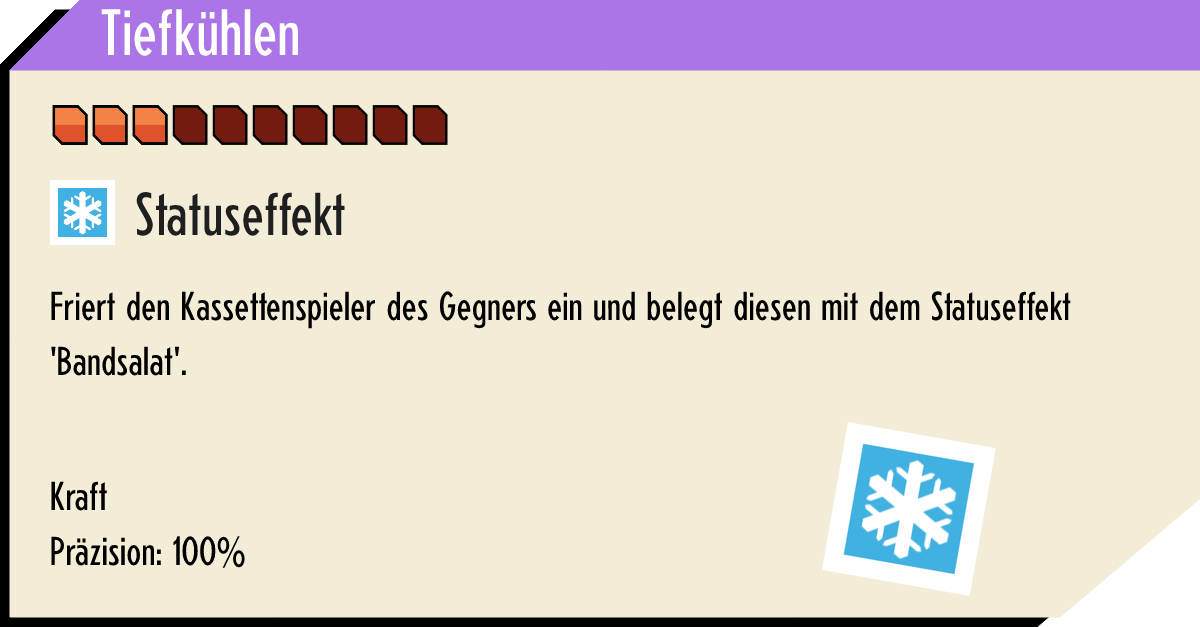 Tiefkühlen
Statuseffekt
Friert den Kassettenspieler des Gegners ein und belegt diesen mit dem Statuseffekt
'Bandsalat'.
Kraft
Präzision: 100%